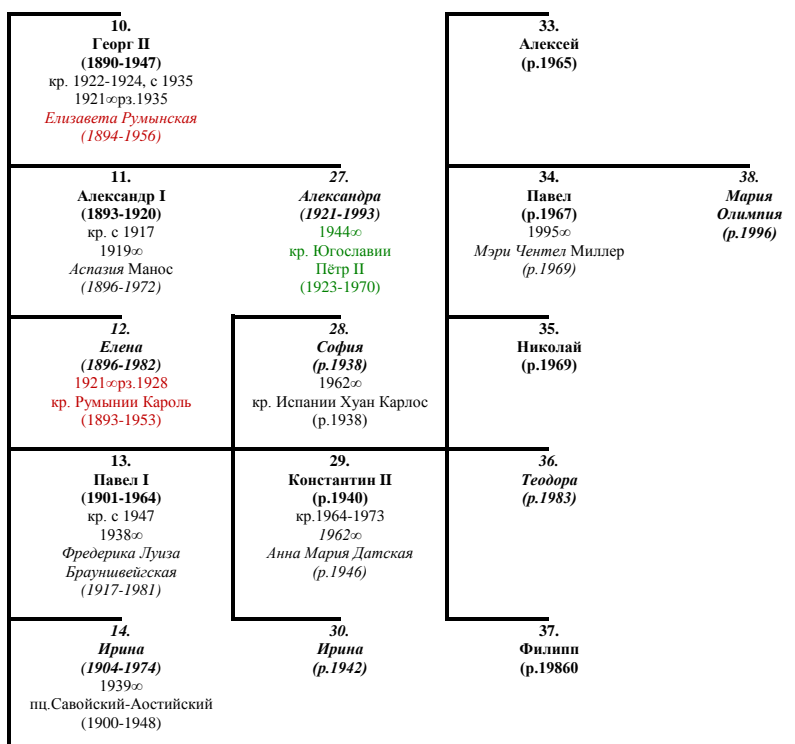 10.
Георг II
(1890-1947)
кр. 1922-1924, с 1935
1921∞рз.1935
Елизавета Румынская
(1894-1956)
33.
Алексей
(р.1965)
11.
Александр I
(1893-1920)
кр. с 1917
1919∞
Аспазия Манос
(1896-1972)
27.
Александра
(1921-1993)
1944∞
кр. Югославии
Пётр II
(1923-1970)
34.
Павел
(р.1967)
1995∞
Мэри Чентел Миллер
(р.1969)
38.
Мария
Олимпия
(р.1996)
12.
Елена
(1896-1982)
1921∞рз.1928
кр. Румынии Кароль
(1893-1953)
28.
София
(р.1938)
1962∞
кр. Испании Хуан Карлос
(р.1938)
35.
Николай
(р.1969)
13.
Павел I
(1901-1964)
кр. с 1947
1938∞
Фредерика Луиза
Брауншвейгская
(1917-1981)
29.
Константин II
(р.1940)
кр.1964-1973
1962∞
Анна Мария Датская
(р.1946)
36.
Теодора
(р.1983)
14.
Ирина
(1904-1974)
1939∞
пц.Савойский-Аостийский
(1900-1948)
30.
Ирина
(р.1942)
37.
Филипп
(р.19860